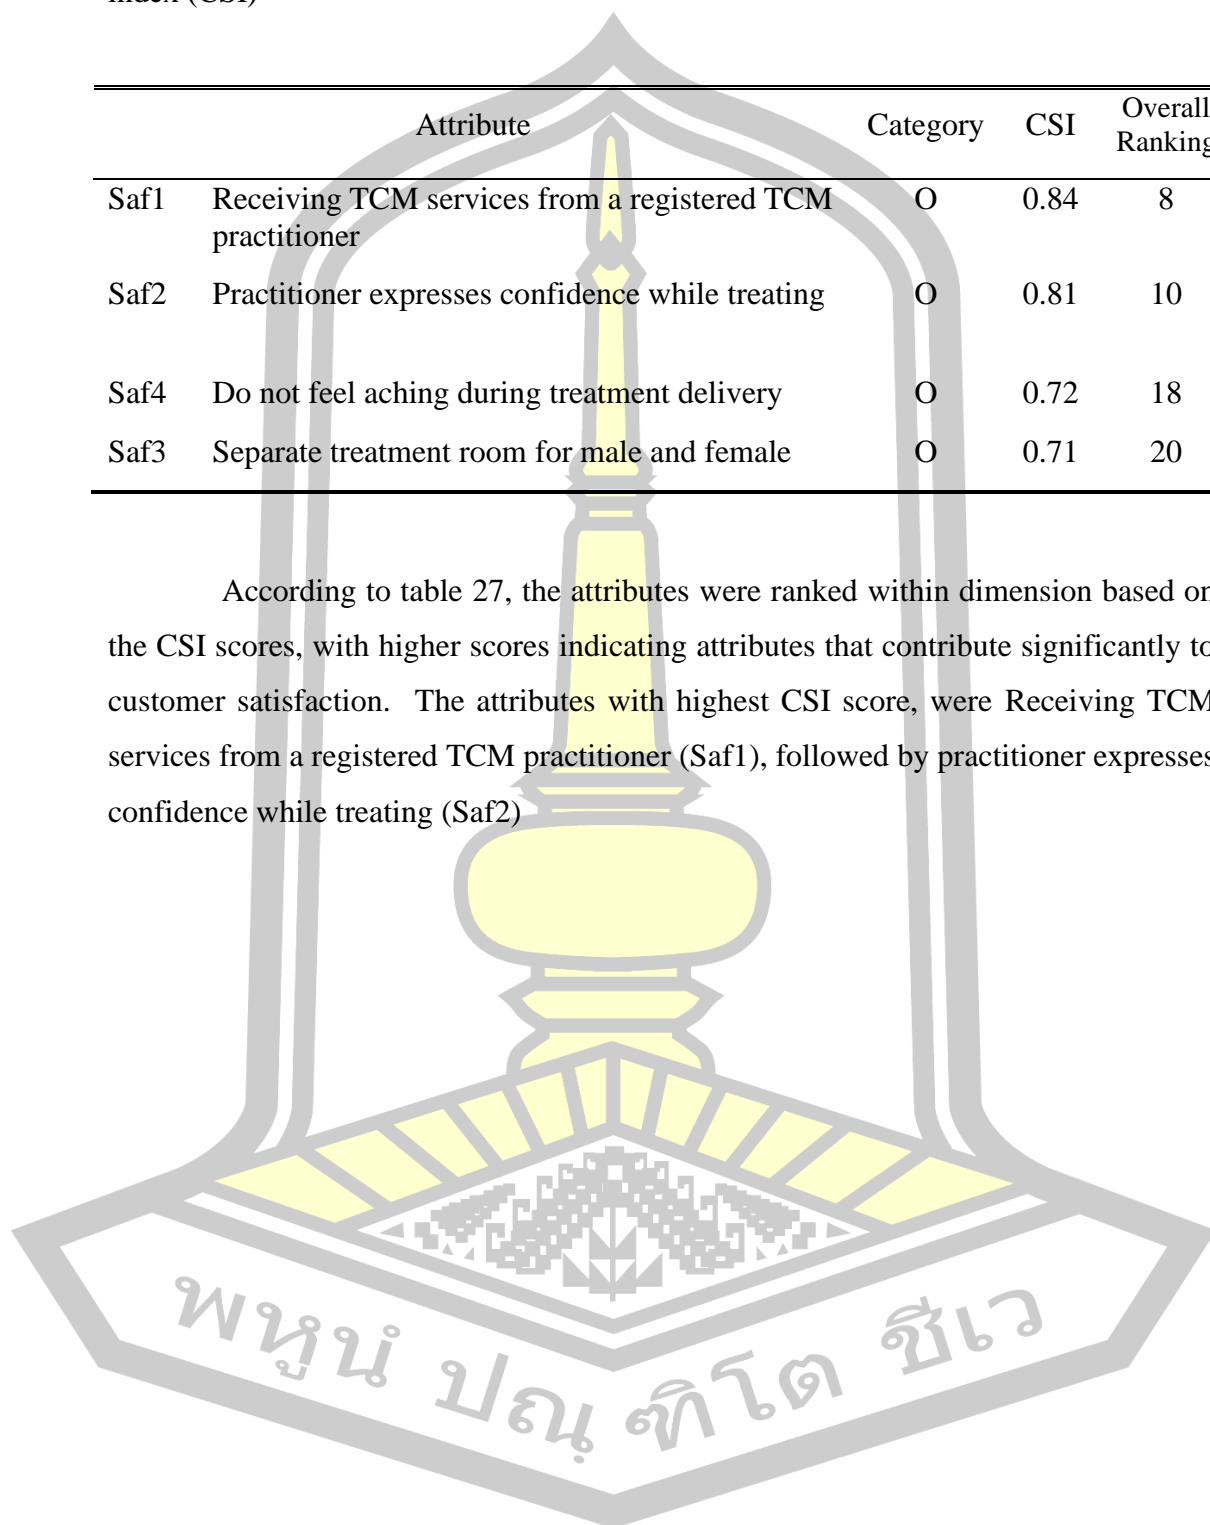 index (CSI)
Attribute Category CSI Overall Ranking
Saf1 Receiving TCM services from a registered TCM practitioner O 0.84 8
Saf2 Practitioner expresses confidence while treating O 0.81 10
Saf4 Do not feel aching during treatment delivery O 0.72 18
Saf3 Separate treatment room for male and female O 0.71 20
According to table 27, the attributes were ranked within dimension based on
the CSI scores, with higher scores indicating attributes that contribute significantly to
customer satisfaction. The attributes with highest CSI score, were Receiving TCM
services from a registered TCM practitioner (Saf1), followed by practitioner expresses
confidence while treating (Saf2)
พหูนํ ปณฺฑิโต ชีเว